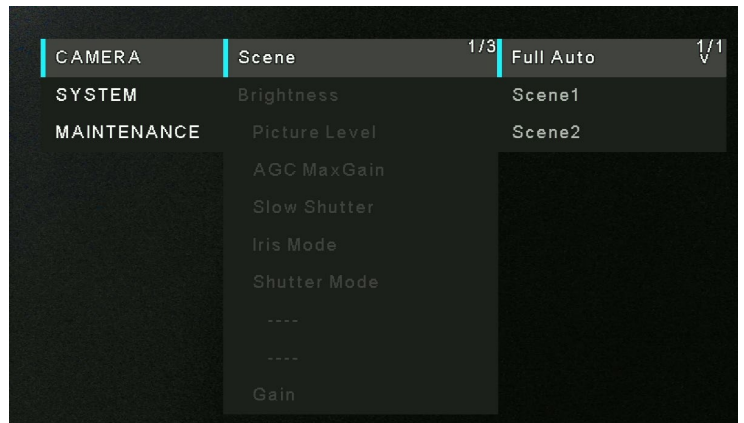 CAMERA
SYSTEM
MAINTENANCE
Scene 1/3
Brightness
Picture Level
AGC MaxGain
Slow Shutter
Iris Mode
Shutter Mode
----
----
Gain
Full Auto 1/1
Scene1
Scene2